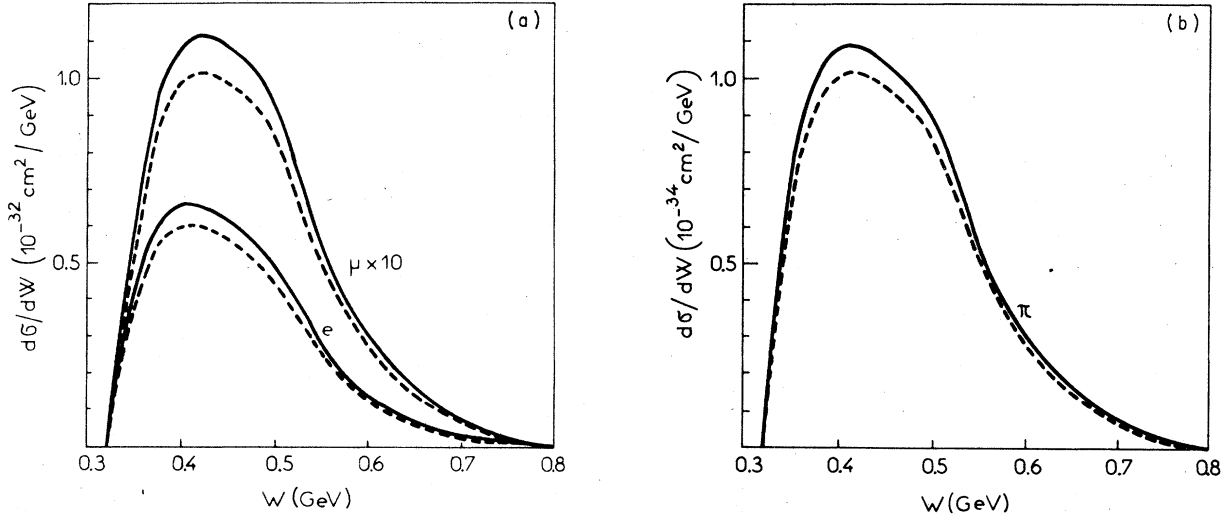 (a)
dσ/dW (10⁻³² cm²/GeV)
1.0
0.5
μ × 10
e
0.3 0.4 0.5 0.6 0.7 0.8
W (GeV)
(b)
dσ/dW (10⁻³⁴ cm²/GeV)
1.0
0.5
π
0.3 0.4 0.5 0.6 0.7 0.8
W (GeV)